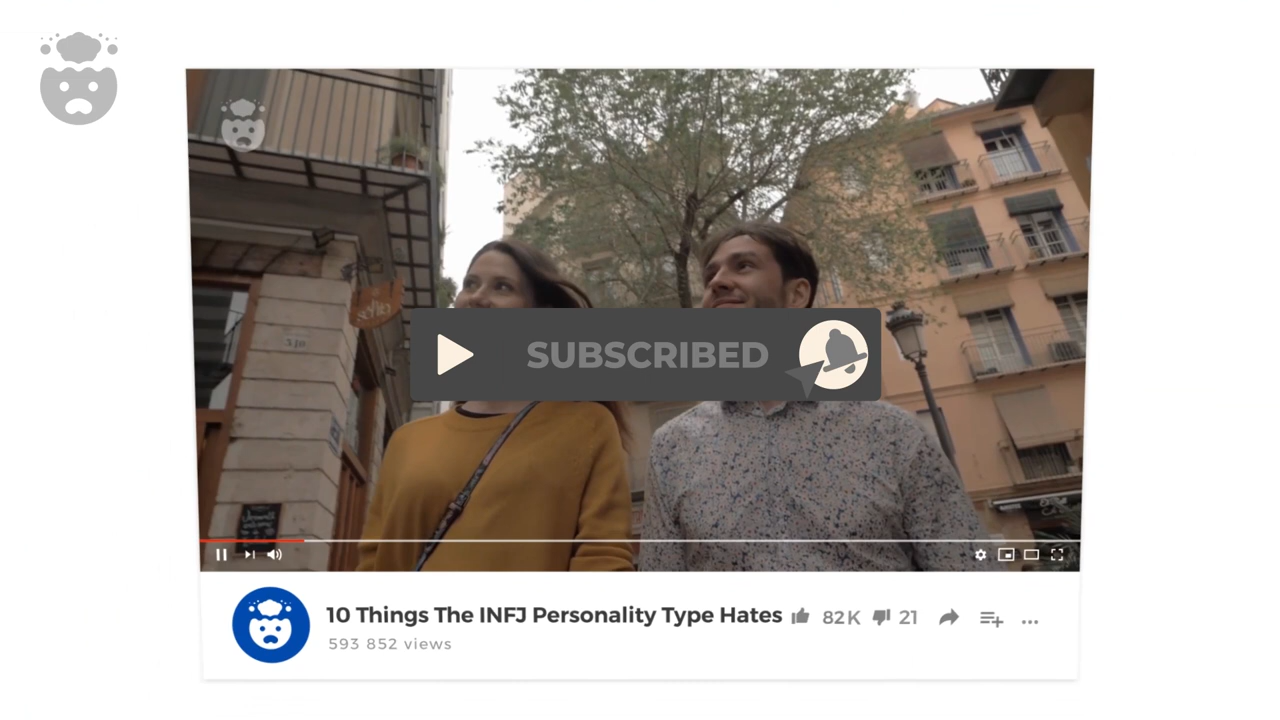 SUBSCRIBED
10 Things The INFJ Personality Type Hates
82K
21
593 852 views